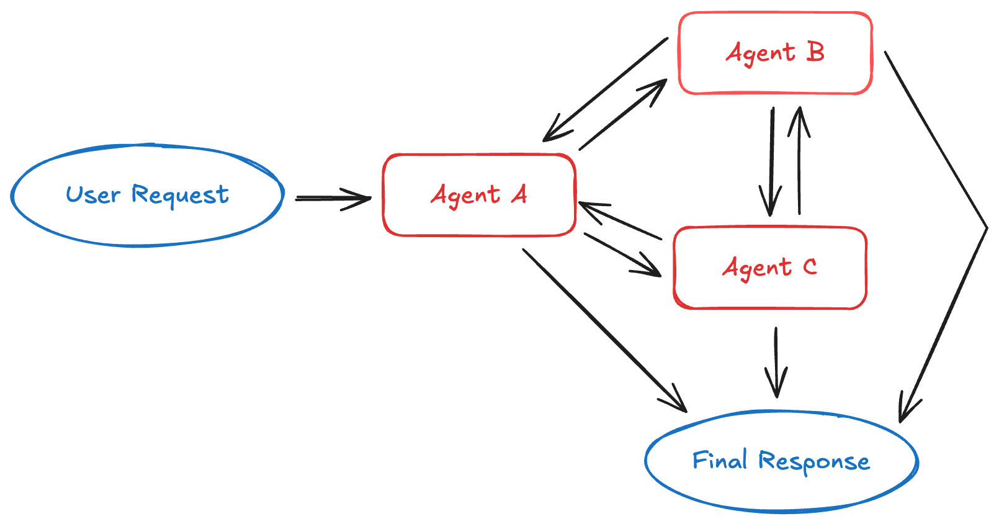 Agent B
User Request
Agent A
Agent C
Final Response